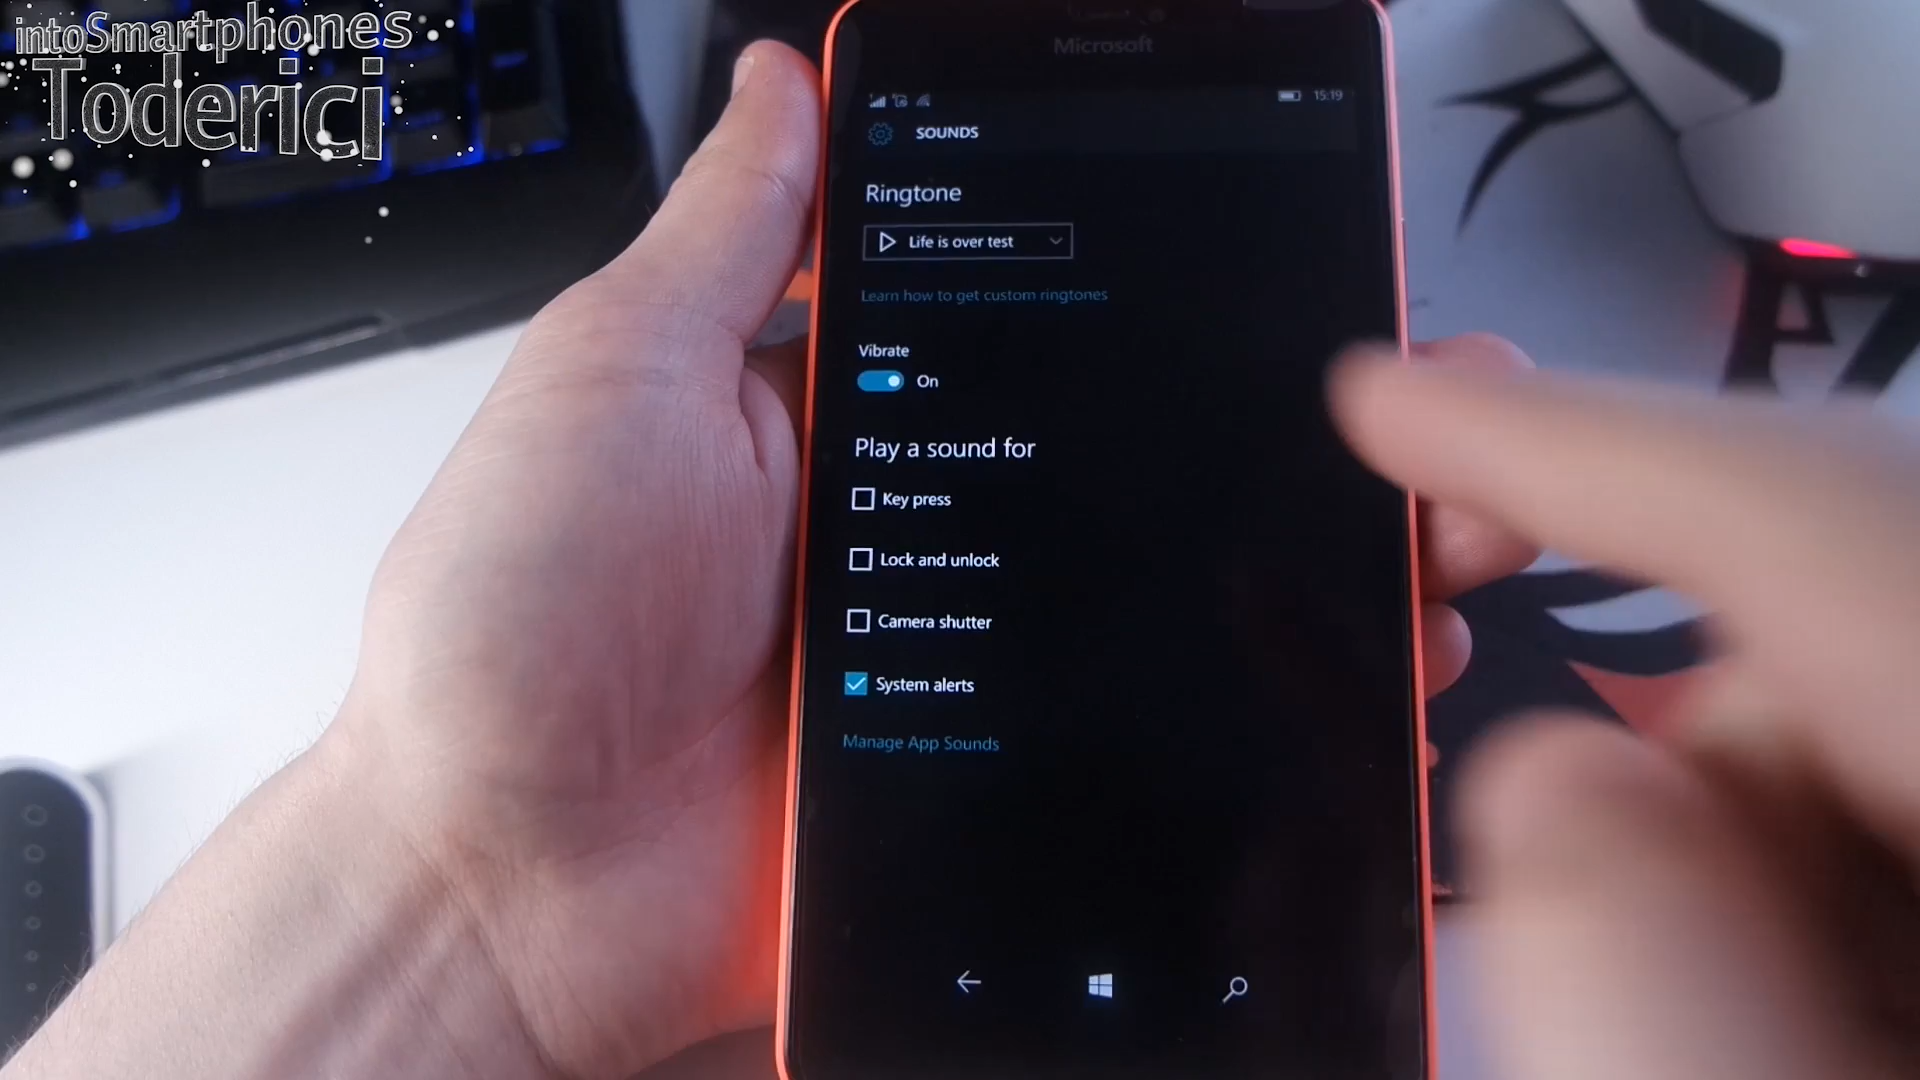 intoSmartphones
Toderici
Microsoft
15:19
SOUNDS
Ringtone
Life is over test
Learn how to get custom ringtones
Vibrate
On
Play a sound for
Key press
Lock and unlock
Camera shutter
System alerts
Manage App Sounds